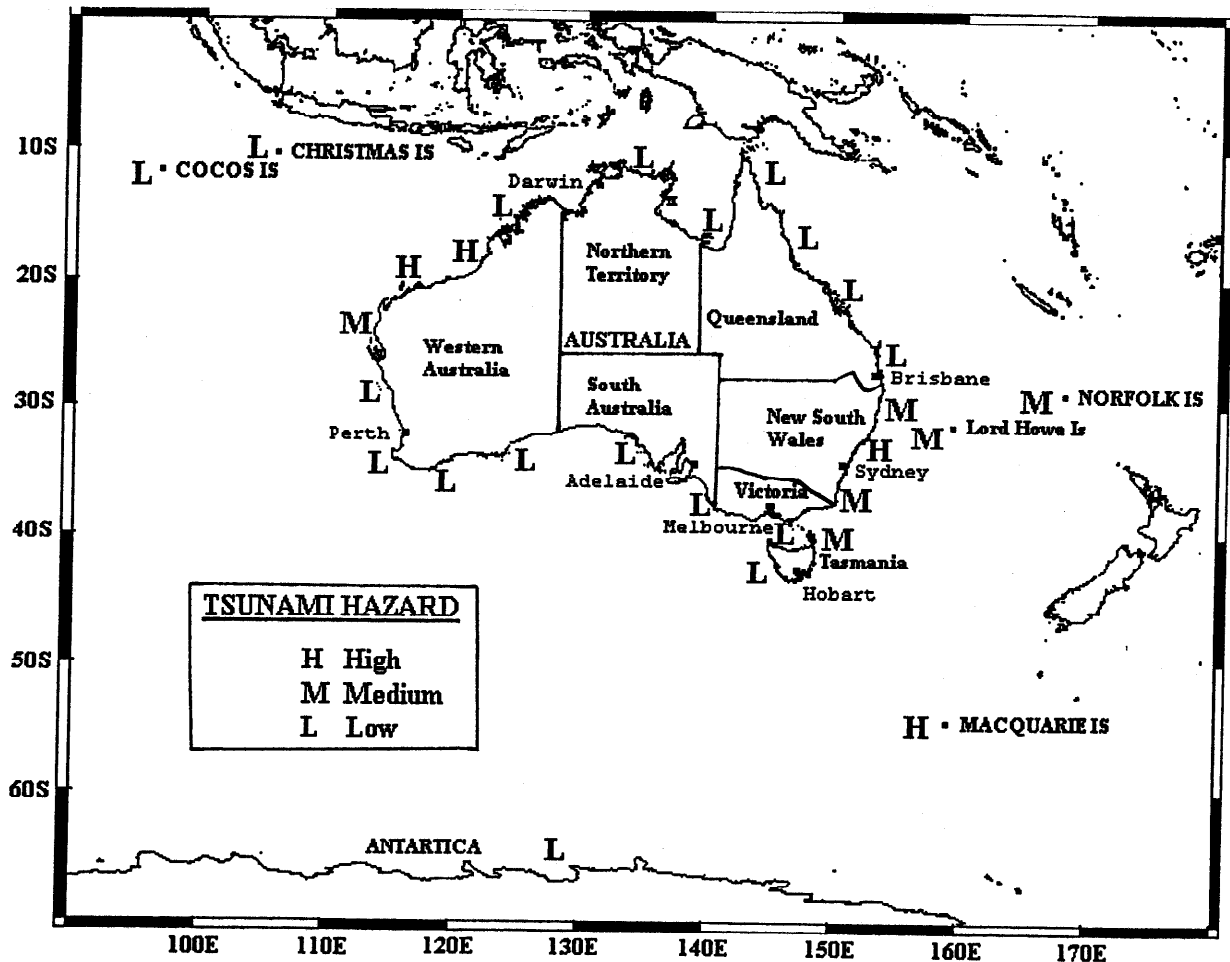 10S
L CHRISTMAS IS
L COCOS IS
Darwin
L
L
L
L
L
20S
H
H
Northern
Territory
L
M
Queensland
Western
Australia
AUSTRALIA
L
L
Brisbane
30S
South
Australia
M
M NORFOLK IS
New South
Wales
M Lord Howe Is
Perth
H
Sydney
L
L
L
L
Adelaide
Victoria
M
L
Melbourne
L
40S
M
Tasmania
L
Hobart
TSUNAMI HAZARD
H High
M Medium
L Low
50S
H MACQUARIE IS
60S
ANTARTICA
L
100E 110E 120E 130E 140E 150E 160E 170E